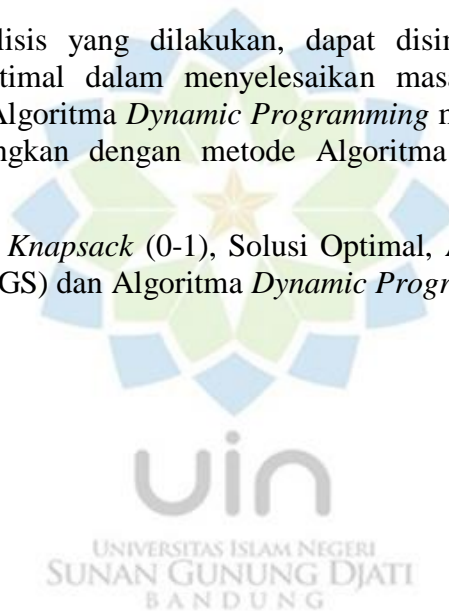 lisis yang dilakukan, dapat disin
timal dalam menyelesaikan masa
Algoritma Dynamic Programming n
ngkan dengan metode Algoritma
Knapsack (0-1), Solusi Optimal, A
GS) dan Algoritma Dynamic Progr
uin
UNIVERSITAS ISLAM NEGERI
SUNAN GUNUNG DJATI
BANDUNG